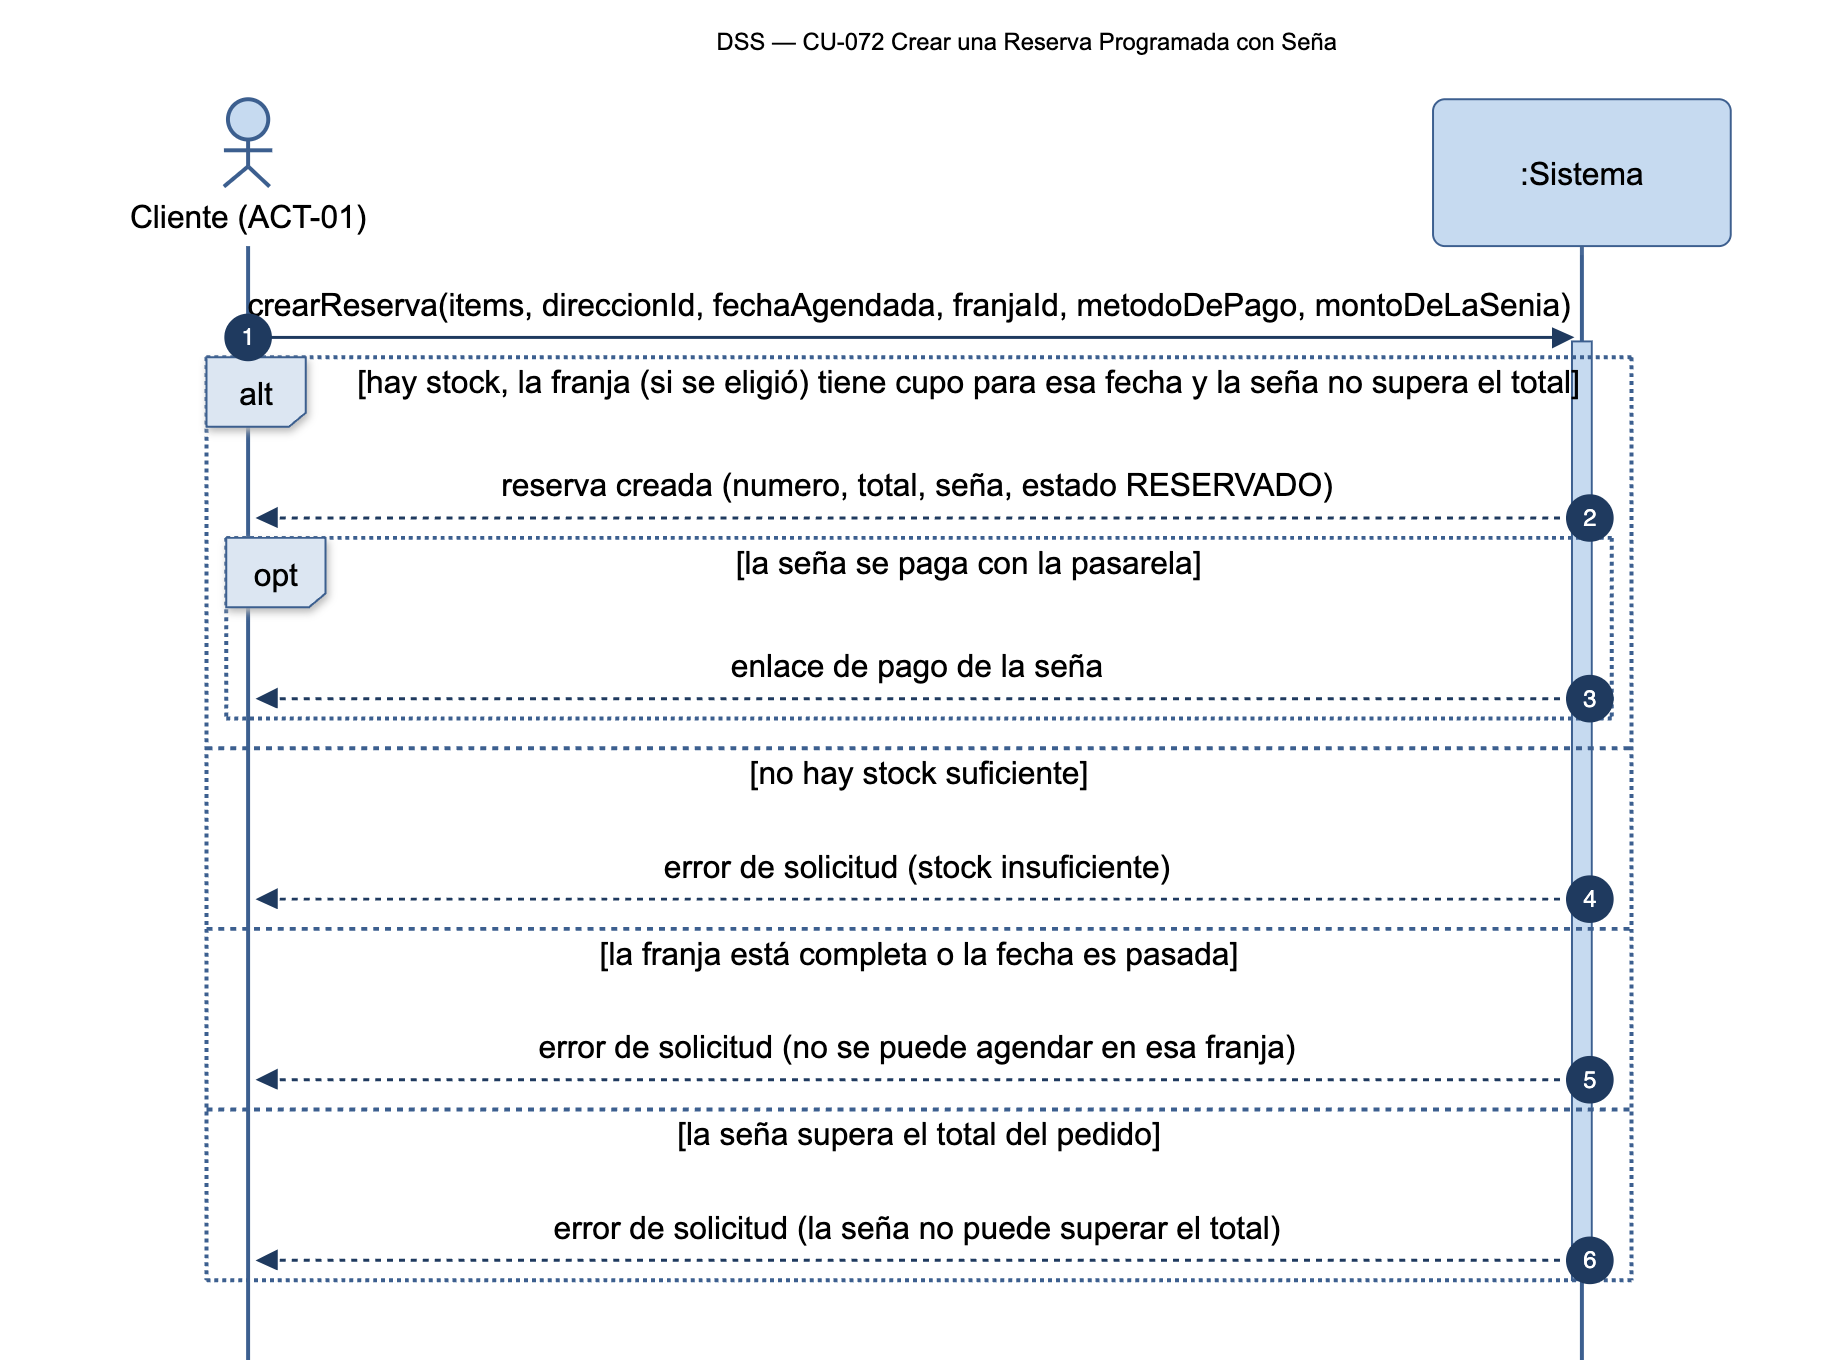 DSS — CU-072 Crear una Reserva Programada con Seña
Cliente (ACT-01)
:Sistema
crearReserva(items, direccionId, fechaAgendada, franjaId, metodoDePago, montoDeLaSenia)
1
alt
[hay stock, la franja (si se eligió) tiene cupo para esa fecha y la seña no supera el total]
reserva creada (numero, total, seña, estado RESERVADO)
2
opt
[la seña se paga con la pasarela]
enlace de pago de la seña
3
[no hay stock suficiente]
error de solicitud (stock insuficiente)
4
[la franja está completa o la fecha es pasada]
error de solicitud (no se puede agendar en esa franja)
5
[la seña supera el total del pedido]
error de solicitud (la seña no puede superar el total)
6